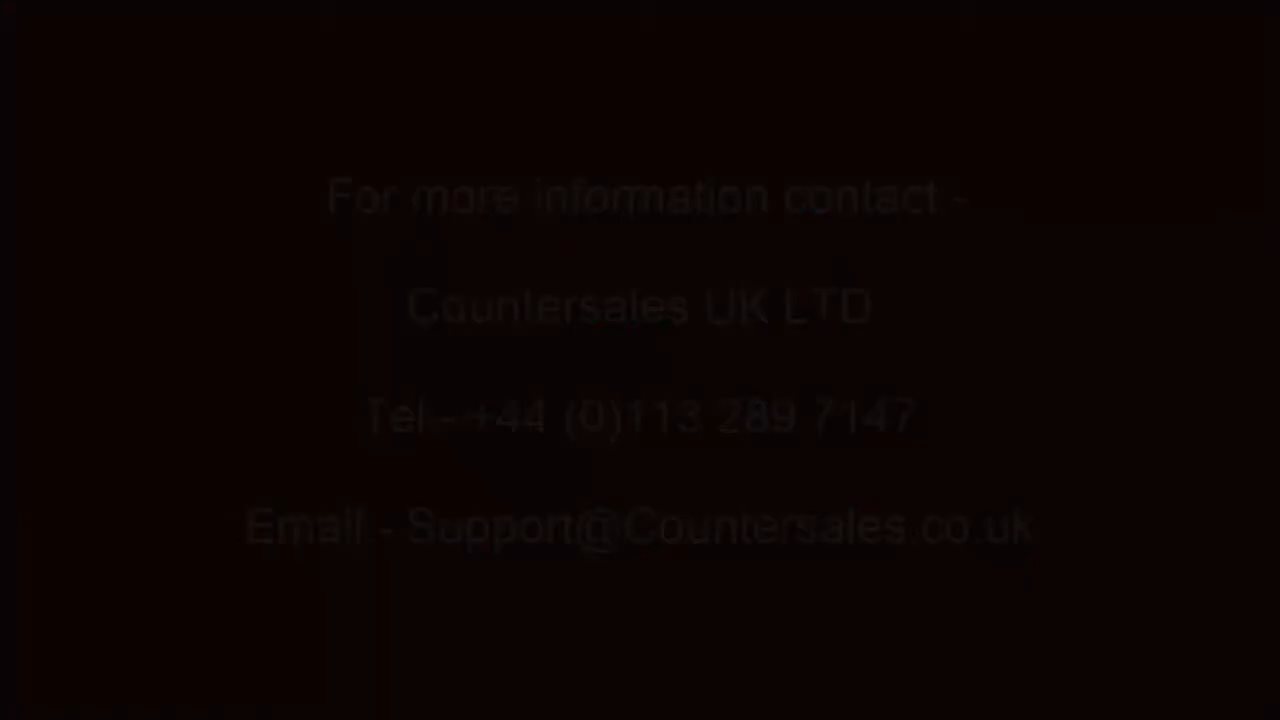 For more information contact -
Countersales UK LTD
Tel - +44 (0)113 289 7147
Email - Support@Countersales.co.uk